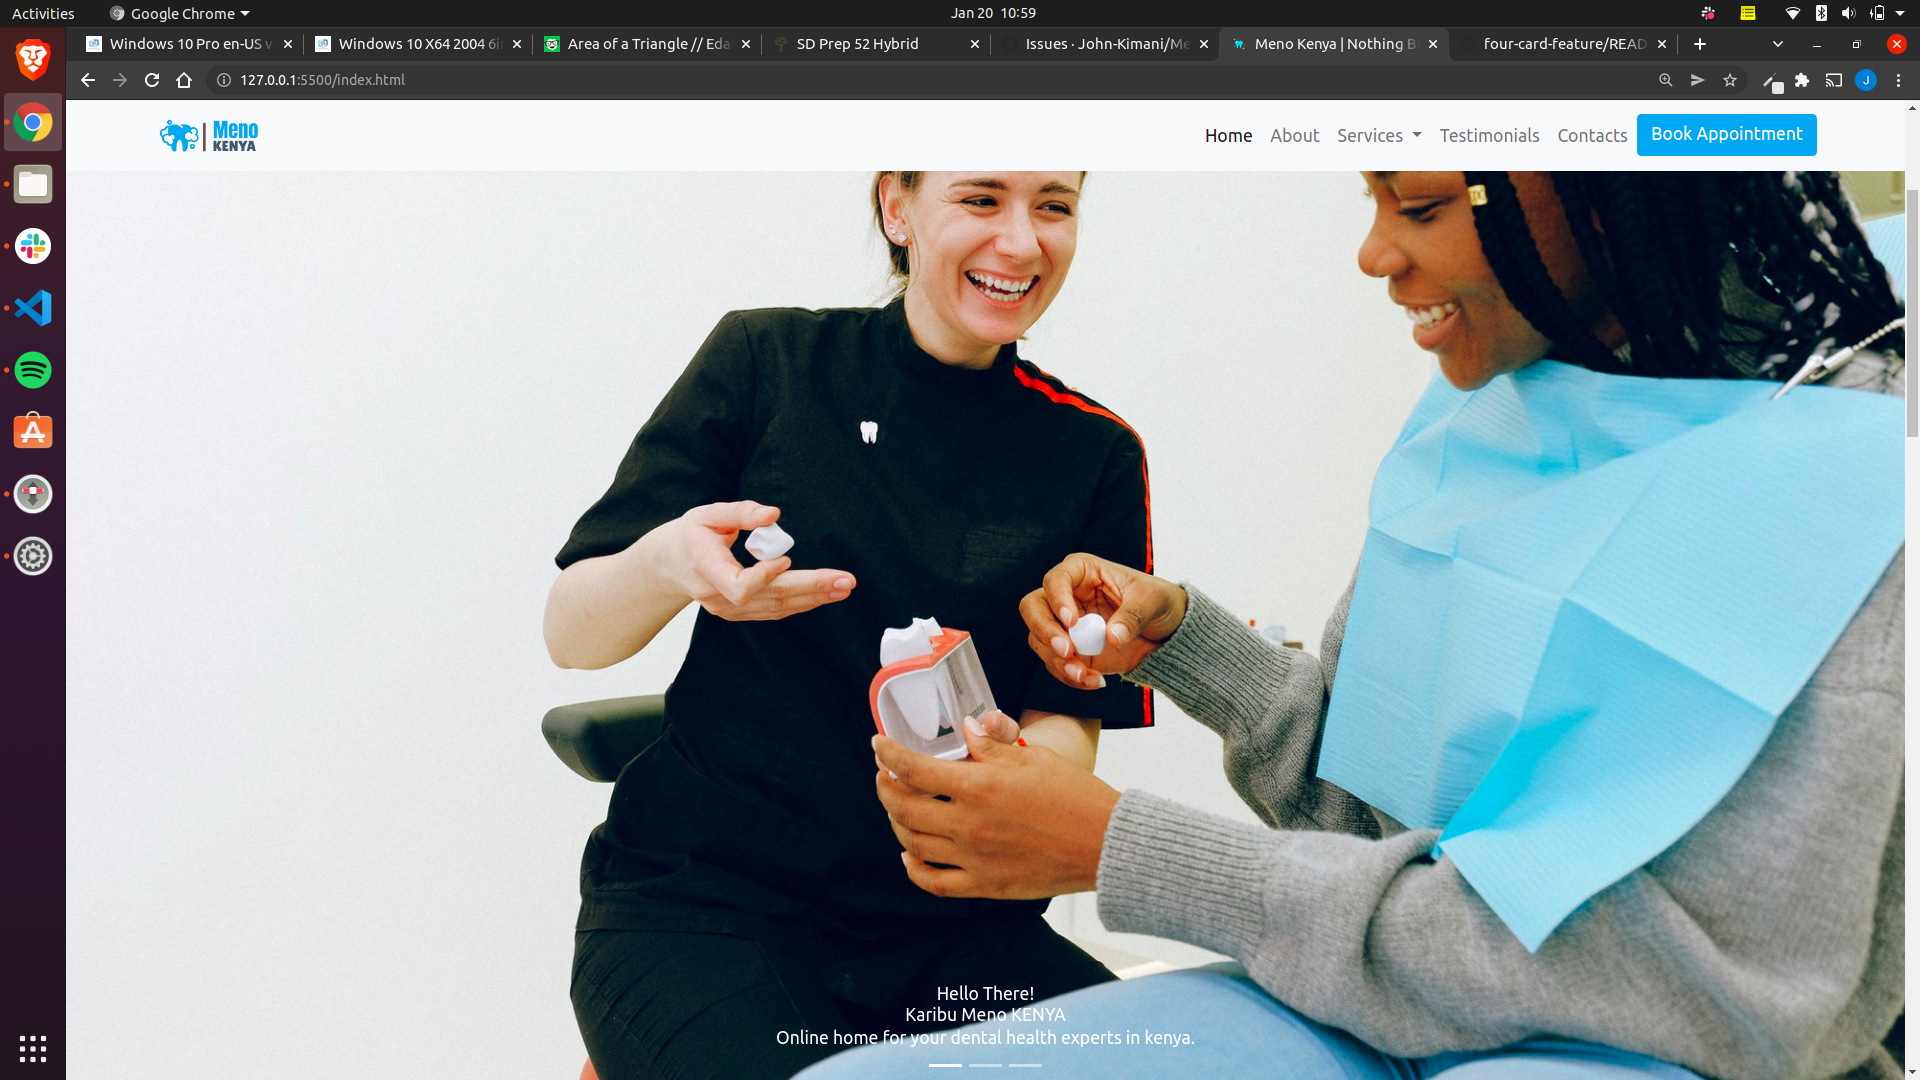 Activities
Google Chrome
Jan 20 10:59
Windows 10 Pro en-US v
Windows 10 X64 2004 6i
Area of a Triangle // Eda
SD Prep 52 Hybrid
Issues · John-Kimani/Me
Meno Kenya | Nothing B
four-card-feature/READ
127.0.0.1:5500/index.html
J
Meno
KENYA
Home
About
Services
Testimonials
Contacts
Book Appointment
Hello There!
Karibu Meno KENYA
Online home for your dental health experts in kenya.